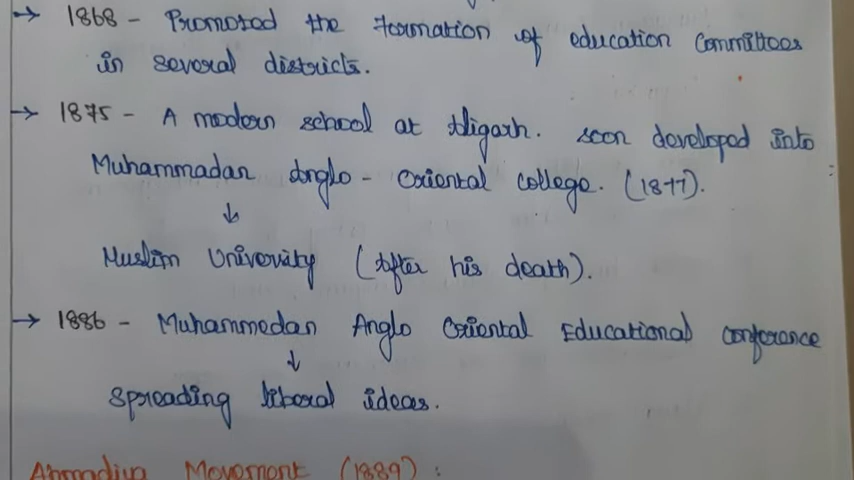 → 1868 - Promoted the formation of education committees
in several districts.
→ 1875 - A modern school at Aligarh. soon developed into
Muhammadan Anglo - Oriental college. (1877).
↓
Muslim University (After his death).
→ 1886 - Muhammedan Anglo Oriental Educational conference
↓
spreading liberal ideas.
Ahmadiya Movement (1889) :